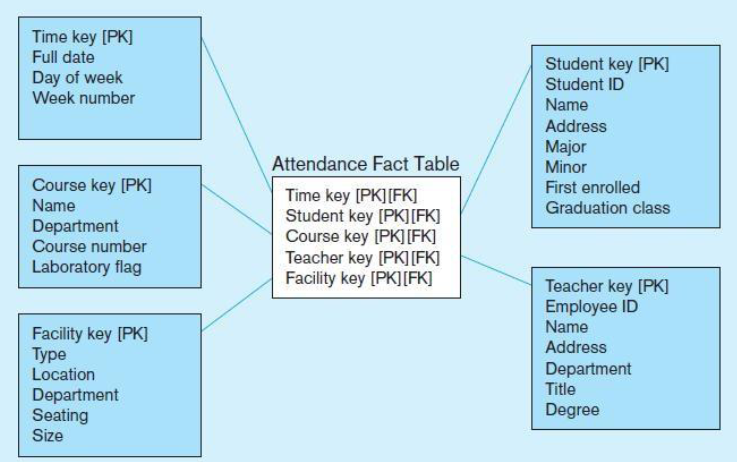 Time key [PK]
Full date
Day of week
Week number
Course key [PK]
Name
Department
Course number
Laboratory flag
Facility key [PK]
Type
Location
Department
Seating
Size
Attendance Fact Table
Time key [PK][FK]
Student key [PK][FK]
Course key [PK][FK]
Teacher key [PK][FK]
Facility key [PK][FK]
Student key [PK]
Student ID
Name
Address
Major
Minor
First enrolled
Graduation class
Teacher key [PK]
Employee ID
Name
Address
Department
Title
Degree